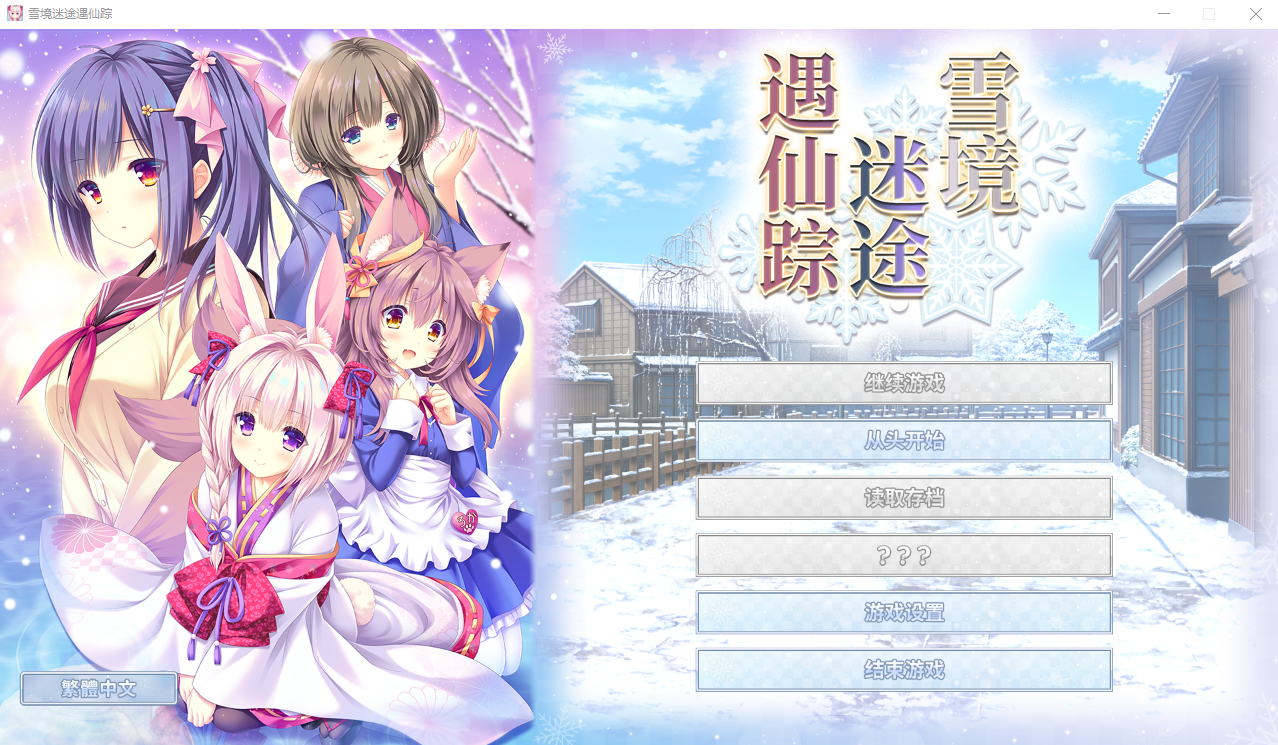 雪境迷途遇仙踪
雪境
迷途
遇仙踪
继续游戏
从头开始
读取存档
？？？
游戏设置
结束游戏
繁體中文